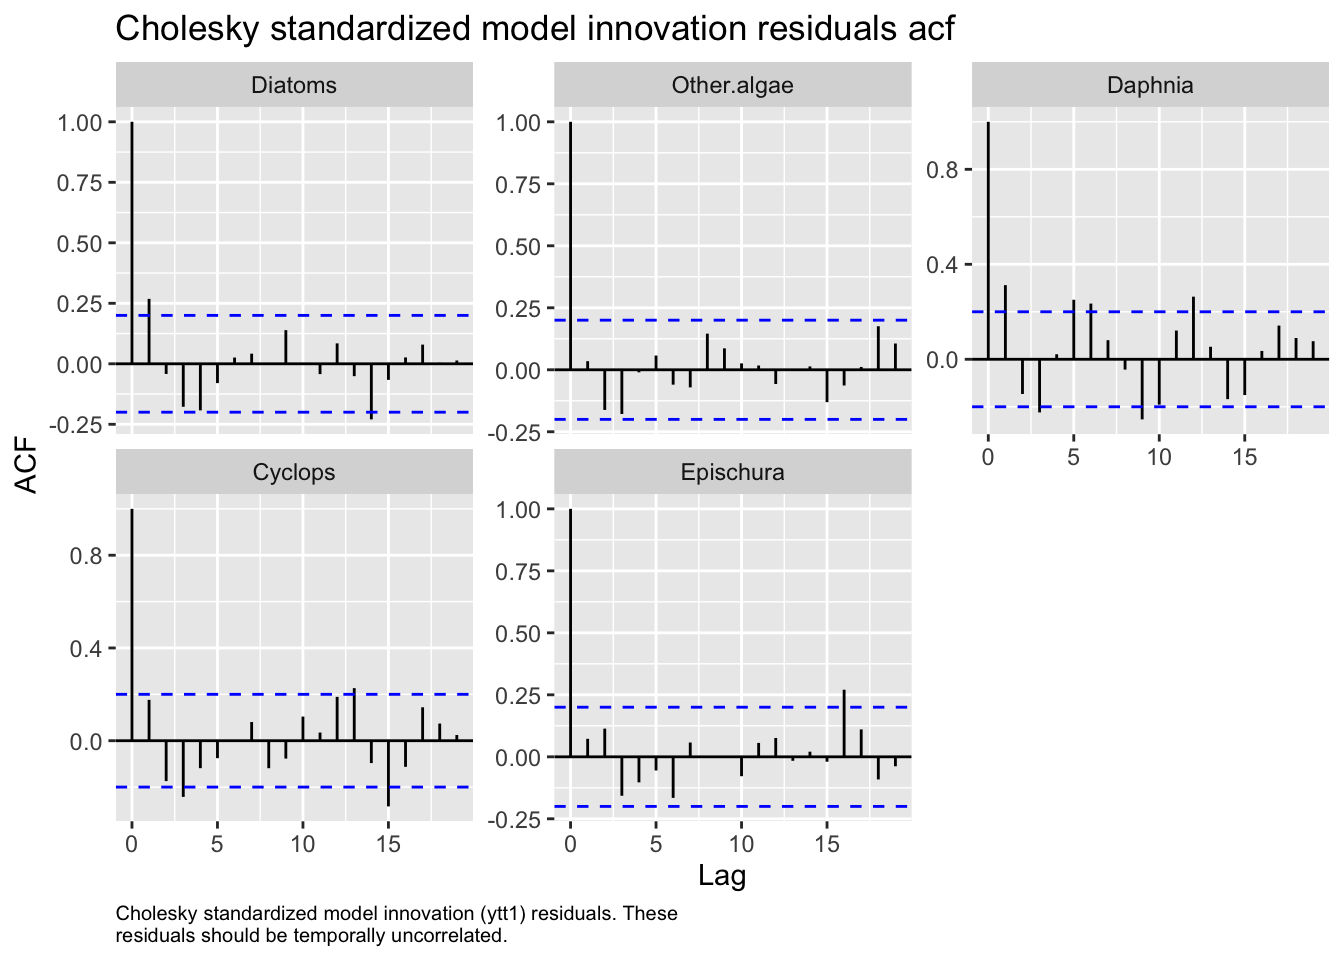 Cholesky standardized model innovation residuals acf
Diatoms
Other.algae
Daphnia
1.00
0.75
0.50
0.25
0.00
-0.25
1.00
0.75
0.50
0.25
0.00
-0.25
0.8
0.4
0.0
0 5 10 15
ACF
Cyclops
Epischura
0.8
0.4
0.0
1.00
0.75
0.50
0.25
0.00
-0.25
0 5 10 15
0 5 10 15
Lag
Cholesky standardized model innovation (ytt1) residuals. These
residuals should be temporally uncorrelated.